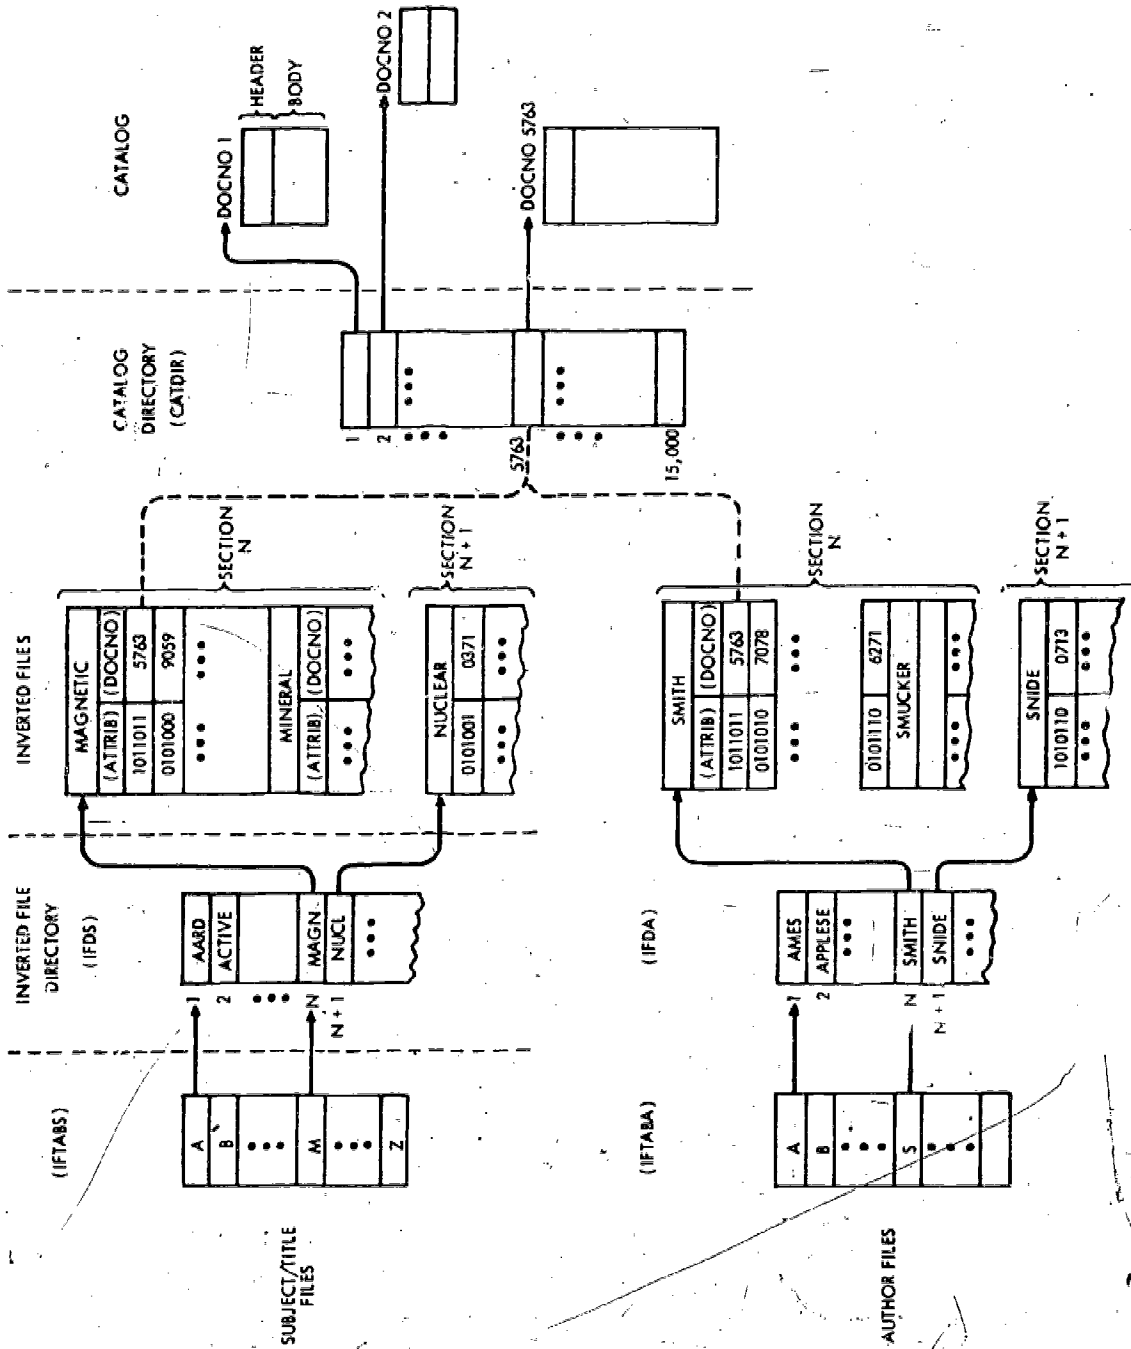 SUBJECT/TITLE
FILES
(IFTABS)
A
B
•••
M
•••
Z
INVERTED FILE
DIRECTORY
(IFDS)
1 AARD
2 ACTIVE
•••
N MAGN
N + 1 NUCL
•••
INVERTED FILES
MAGNETIC
(ATTRIB) (DOCNO)
1011011 5763
0101000 9059
••• •••
MINERAL
(ATTRIB) (DOCNO)
••• •••
SECTION
N
NUCLEAR
0101001 0371
••• •••
SECTION
N + 1
CATALOG
DIRECTORY
(CATDIR)
1
2
••• •••
5763
••• •••
15,000
CATALOG
DOCNO 1
HEADER
BODY
DOCNO 2
DOCNO 5763
AUTHOR FILES
(IFTABA)
A
B
•••
S
•••
(IFDA)
1 AMES
2 APPLESE
•••
N SMITH
N + 1 SNIDE
•••
SMITH
(ATTRIB) (DOCNO)
1011011 5763
0101010 7078
••• •••
0101110 6271
SMUCKER
••• •••
SECTION
N
SNIDE
1010110 0713
••• •••
SECTION
N + 1